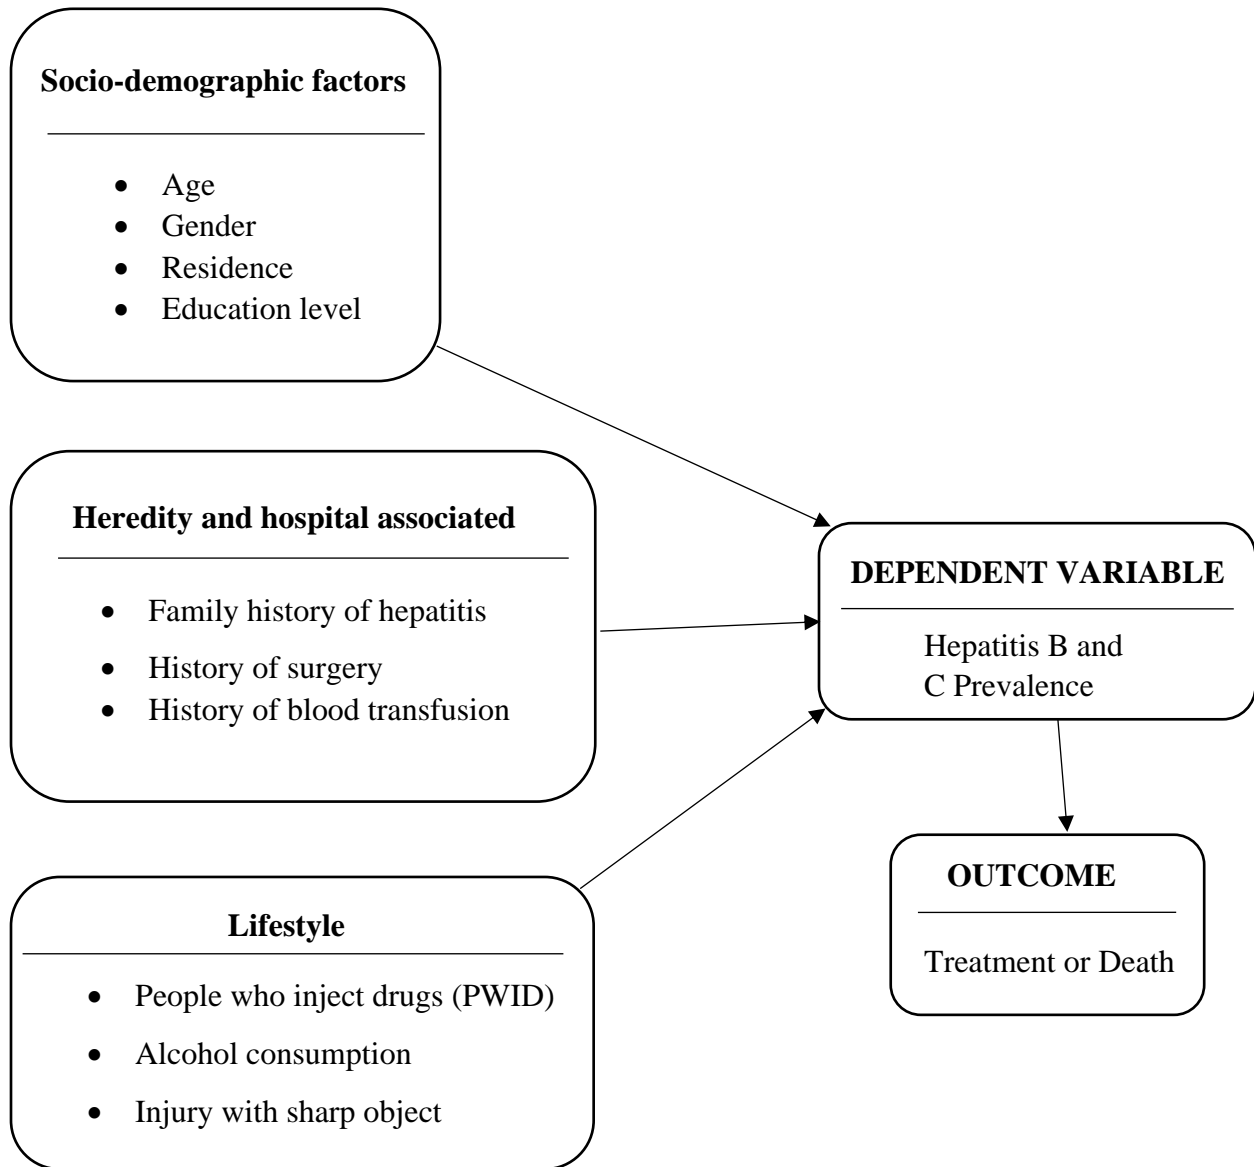 Socio-demographic factors
• Age
• Gender
• Residence
• Education level
Heredity and hospital associated
• Family history of hepatitis
• History of surgery
• History of blood transfusion
Lifestyle
• People who inject drugs (PWID)
• Alcohol consumption
• Injury with sharp object
DEPENDENT VARIABLE
Hepatitis B and
C Prevalence
OUTCOME
Treatment or Death